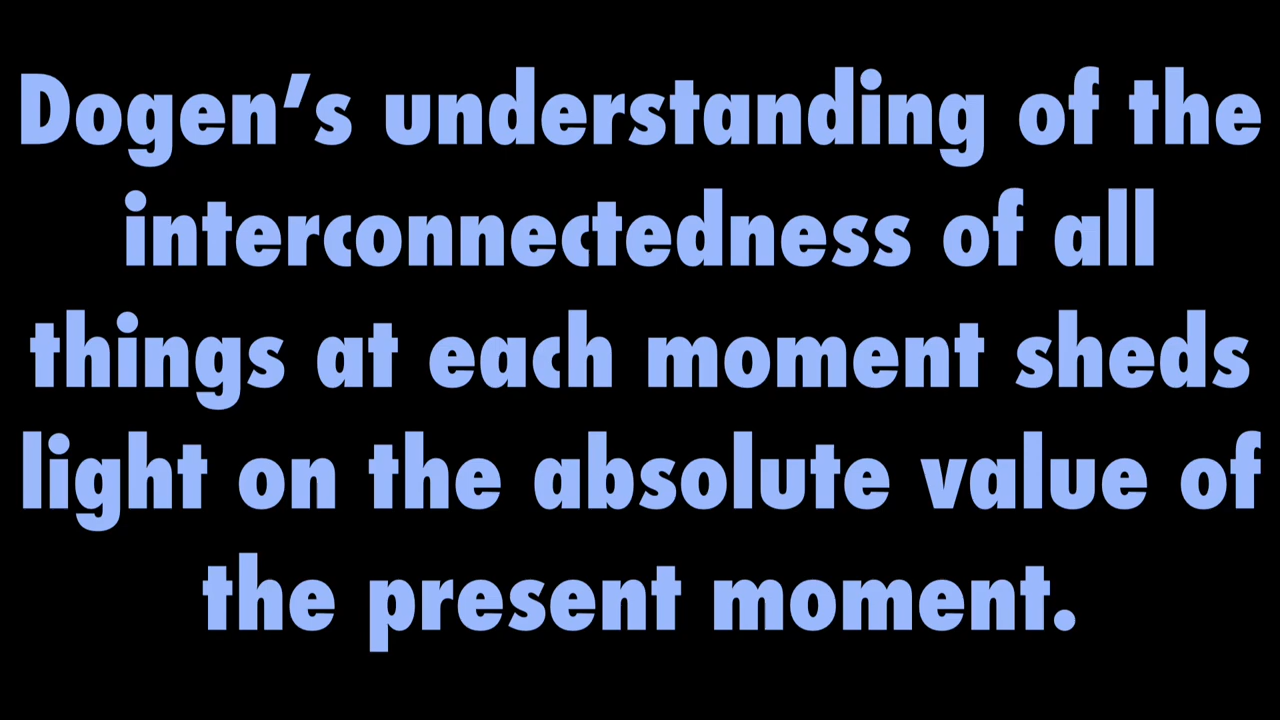 Dogen’s understanding of the
interconnectedness of all
things at each moment sheds
light on the absolute value of
the present moment.